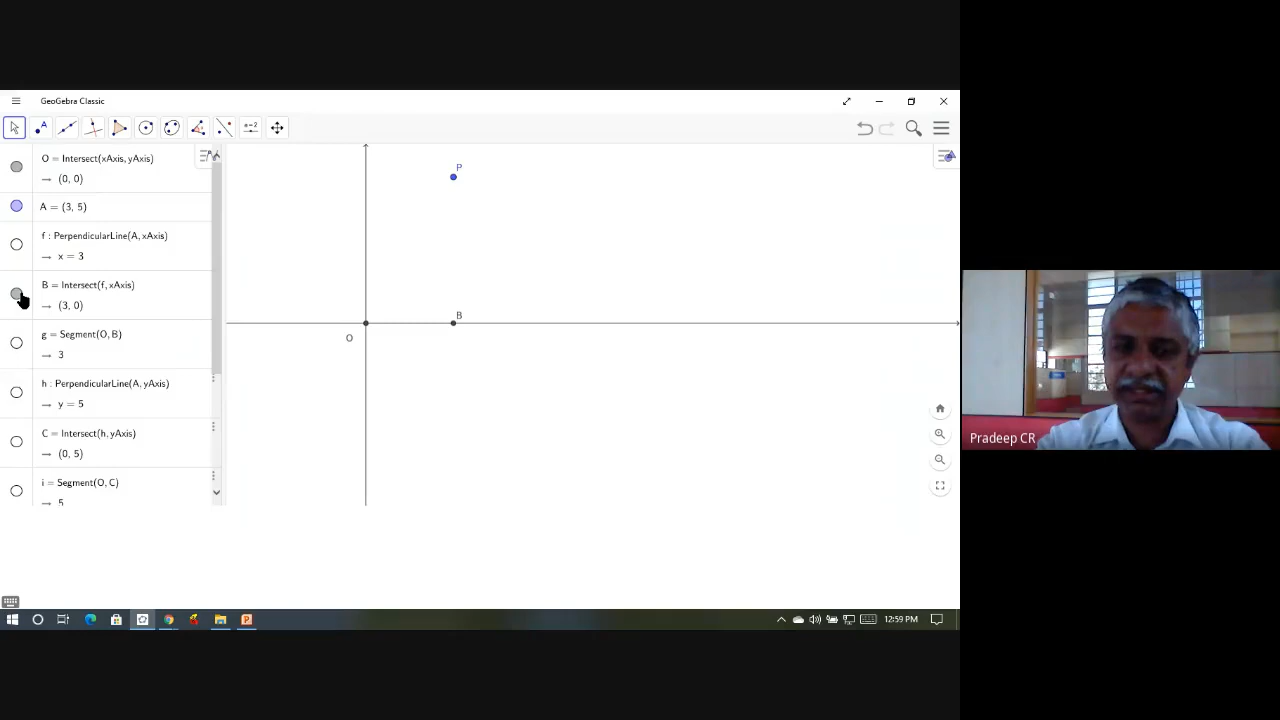 GeoGebra Classic
A
a=2
O = Intersect(xAxis, yAxis)
→ (0, 0)
A = (3, 5)
f : PerpendicularLine(A, xAxis)
→ x = 3
B = Intersect(f, xAxis)
→ (3, 0)
g = Segment(O, B)
→ 3
h : PerpendicularLine(A, yAxis)
→ y = 5
C = Intersect(h, yAxis)
→ (0, 5)
i = Segment(O, C)
→ 5
P
B
O
Pradeep CR
12:59 PM